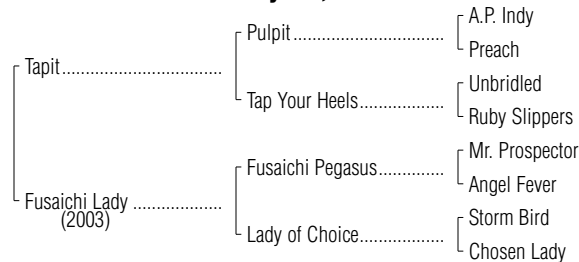 A.P. Indy
Pulpit
Preach
Tapit
Unbridled
Tap Your Heels
Ruby Slippers
Mr. Prospector
Fusaichi Pegasus
Angel Fever
Fusaichi Lady
(2003)
Storm Bird
Lady of Choice
Chosen Lady